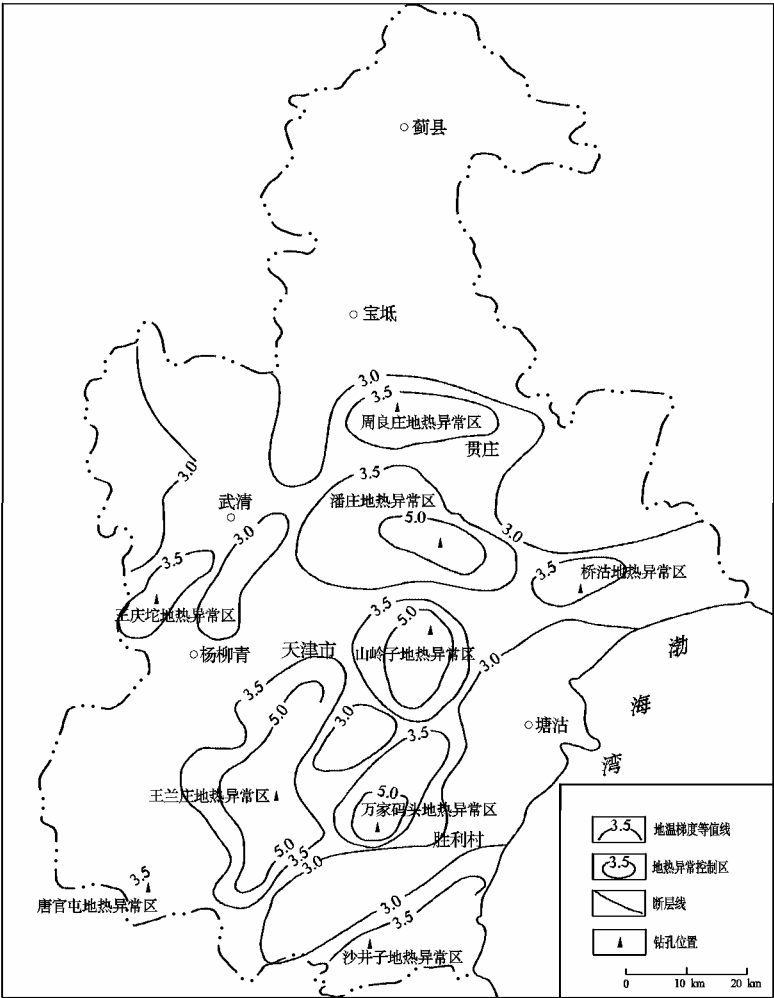 蓟县
宝坻
3.0
3.5
周良庄地热异常区
贯庄
3.0
3.5
潘庄地热异常区
武清
5.0
3.0
3.0
3.5
3.5
桥沽地热异常区
王庆坨地热异常区
3.5
5.0
杨柳青
天津市
山岭子地热异常区
3.0
渤
海
湾
3.5
5.0
3.0
塘沽
3.5
王兰庄地热异常区
5.0
万家码头地热异常区
胜利村
5.0
3.5
3.0
3.5
唐官屯地热异常区
3.0
3.5
沙井子地热异常区
3.5 地温梯度等值线
3.5 地热异常控制区
断层线
钻孔位置
0 10 km 20 km